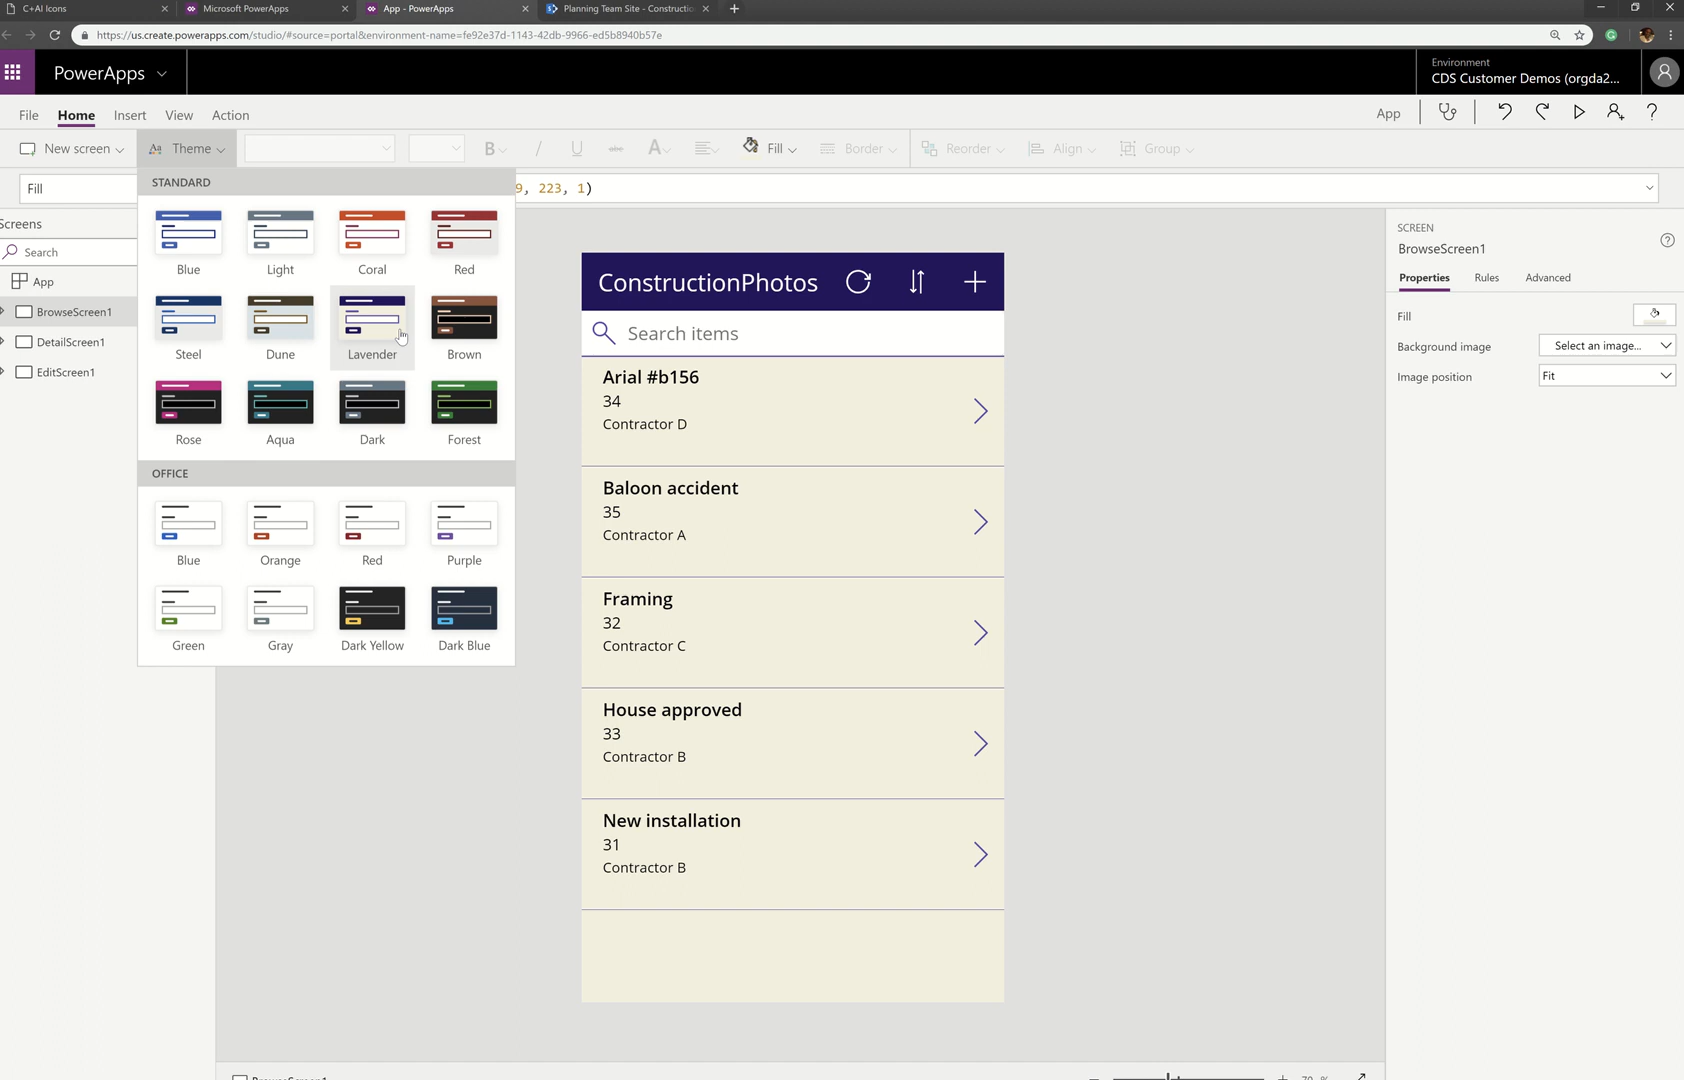 C+AI Icons
Microsoft PowerApps
App - PowerApps
Planning Team Site - Constructio
https://us.create.powerapps.com/studio/#source=portal&environment-name=fe92e37d-1143-42db-9966-ed5b8940b57e
PowerApps
Environment
CDS Customer Demos (orgda2...
File Home Insert View Action
App
New screen
Theme
B / U abc A
Fill
Border
Reorder
Align
Group
Fill
9, 223, 1)
Screens
Search
App
BrowseScreen1
DetailScreen1
EditScreen1
STANDARD
Blue Light Coral Red
Steel Dune Lavender Brown
Rose Aqua Dark Forest
OFFICE
Blue Orange Red Purple
Green Gray Dark Yellow Dark Blue
ConstructionPhotos
Search items
Arial #b156
34
Contractor D
Baloon accident
35
Contractor A
Framing
32
Contractor C
House approved
33
Contractor B
New installation
31
Contractor B
SCREEN
BrowseScreen1
Properties Rules Advanced
Fill
Background image Select an image...
Image position Fit
BrowseScreen1